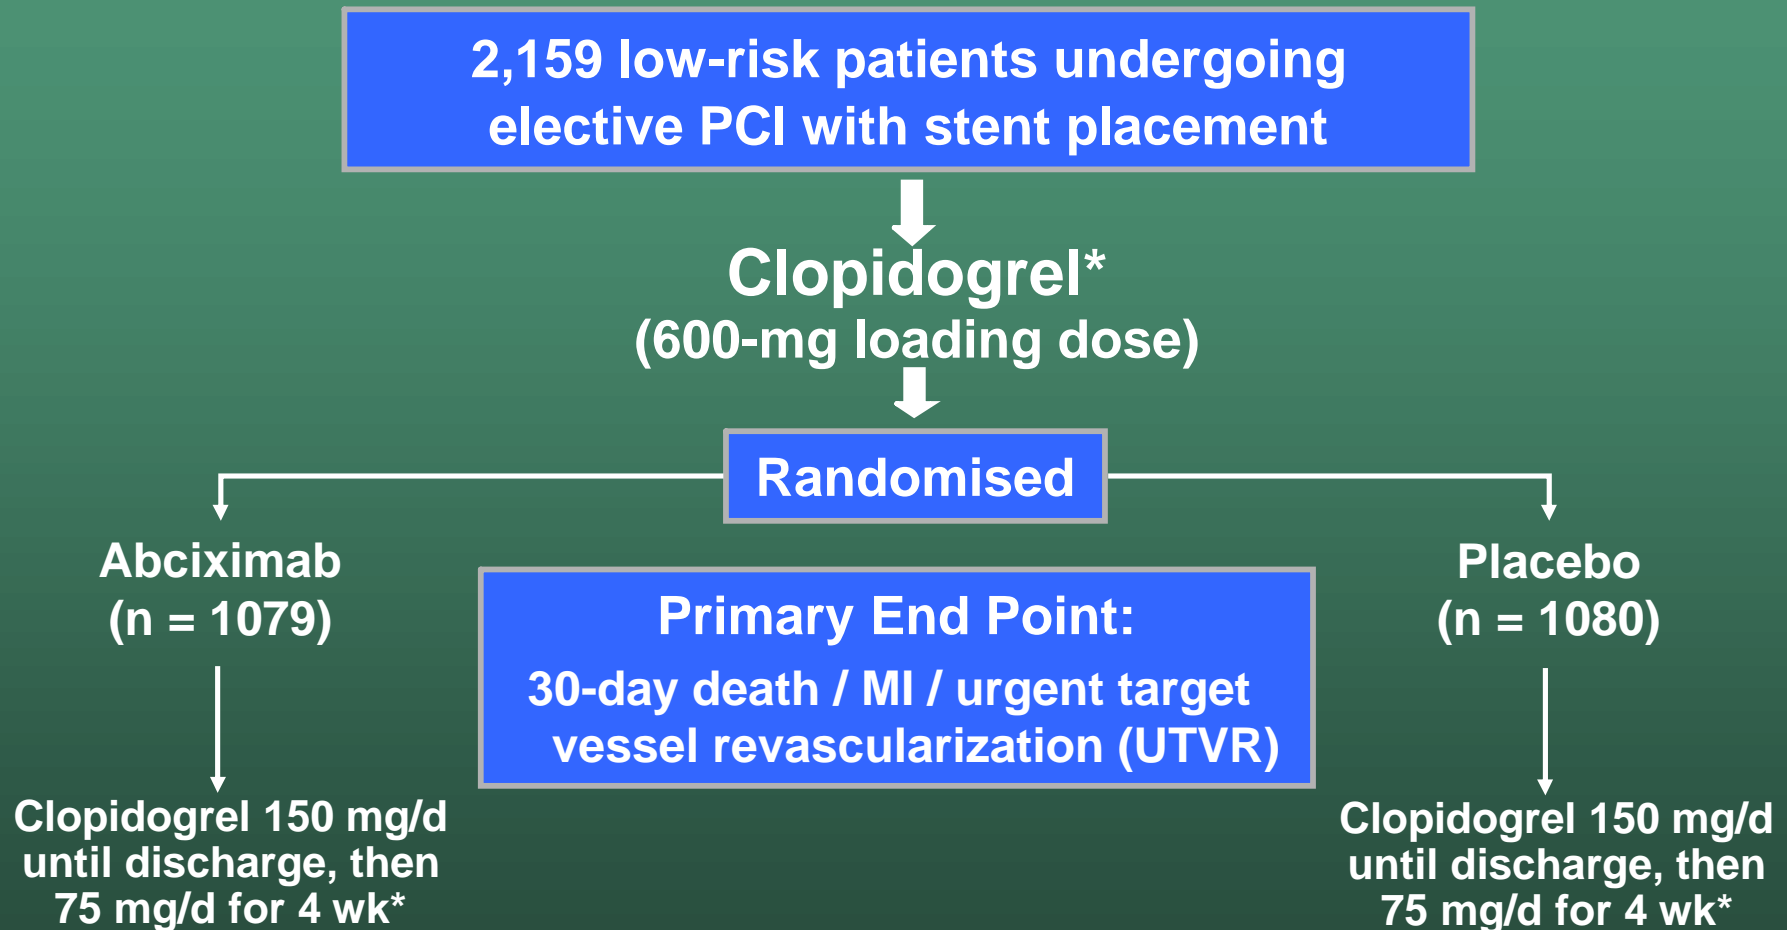 2,159 low-risk patients undergoing
elective PCI with stent placement
Clopidogrel*
(600-mg loading dose)
Randomised
Abciximab
(n = 1079)
Placebo
(n = 1080)
Primary End Point:
30-day death / MI / urgent target
vessel revascularization (UTVR)
Clopidogrel 150 mg/d
until discharge, then
75 mg/d for 4 wk*
Clopidogrel 150 mg/d
until discharge, then
75 mg/d for 4 wk*